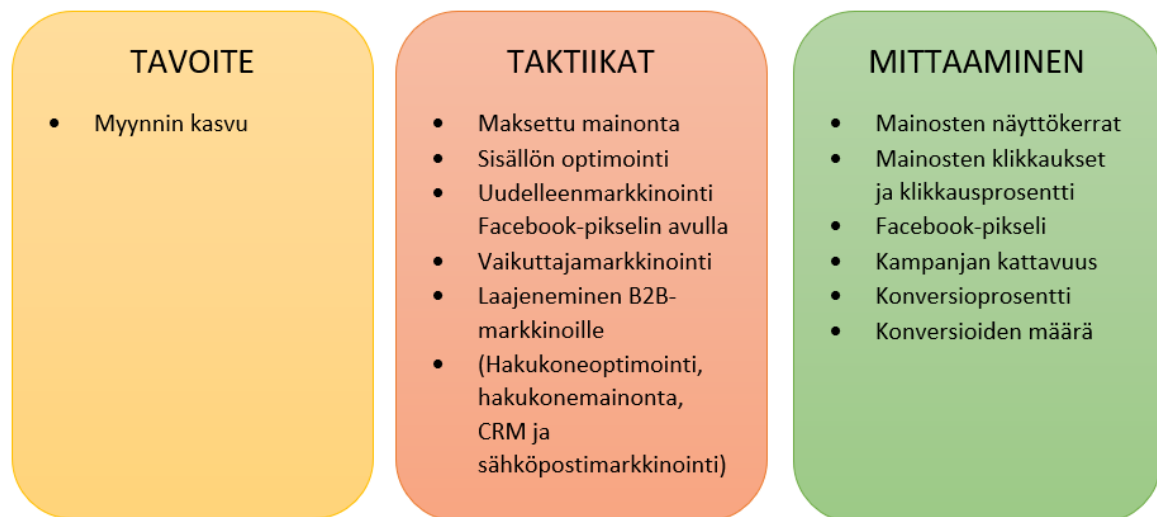 TAVOITE
• Myynnin kasvu
TAKTIIKAT
• Maksettu mainonta
• Sisällön optimointi
• Uudelleenmarkkinointi
Facebook-pikselin avulla
• Vaikuttajamarkkinointi
• Laajeneminen B2B-
markkinoille
• (Hakukoneoptimointi,
hakukonemainonta,
CRM ja
sähköpostimarkkinointi)
MITTAAMINEN
• Mainosten näyttökerrat
• Mainosten klikkaukset
ja klikkausprosentti
• Facebook-pikseli
• Kampanjan kattavuus
• Konversioprosentti
• Konversioiden määrä